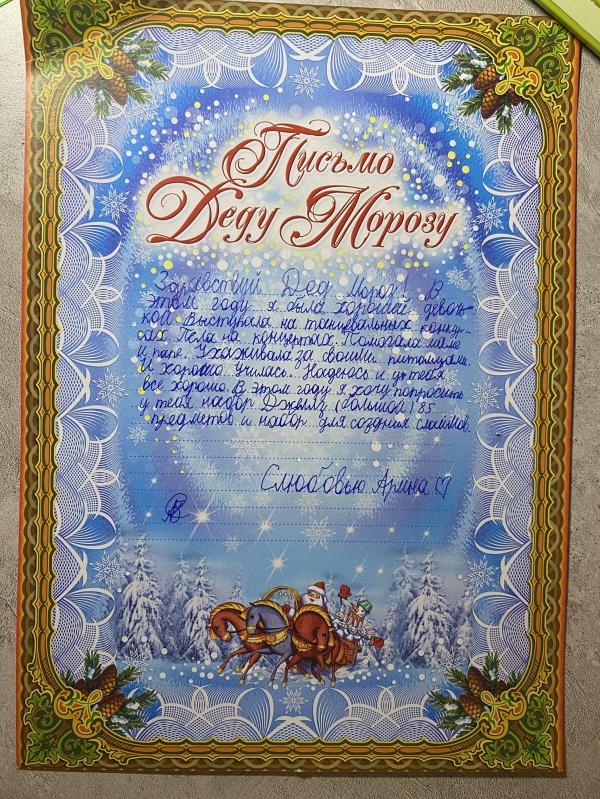 Письмо
Деду Морозу
Здравствуй Дед Мороз! В
этом году я была хорошей девоч-
кой. Выступала на танцевальных конкур-
сах. Пела на концертах. Помогала маме
и папе. Ухаживала за своими питомцами.
И хорошо училась. Надеюсь и у тебя
все хорошо. В этом году я хочу попросить
у тебя набор (большой) 35
предметов и набор для создания слаймов.
С любовью Арина ♡